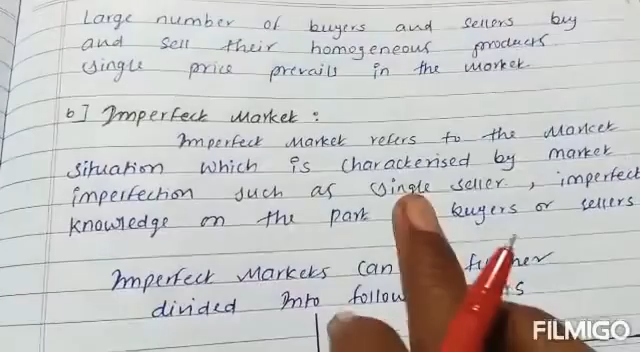 Large number of buyers and sellers buy
and sell their homogeneous products
single price prevails in the market
b] Imperfect Market :
Imperfect Market refers to the Market
situation which is characterised by market
imperfection such as single seller , imperfect
knowledge on the part buyers or sellers
Imperfect Markets can
divided Into
FILMIGO